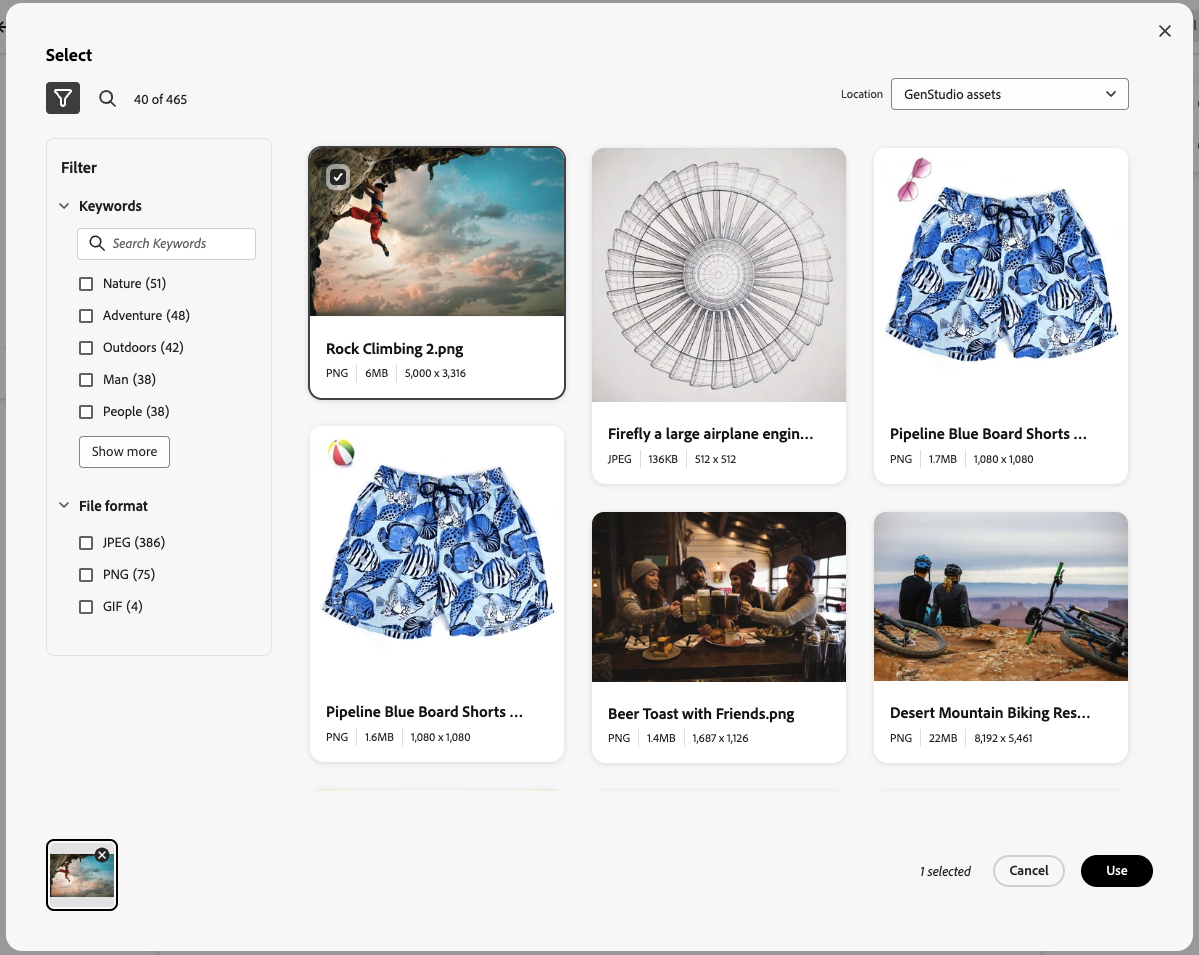 Select
40 of 465
Location
GenStudio assets
Filter
Keywords
Search Keywords
Nature (51)
Adventure (48)
Outdoors (42)
Man (38)
People (38)
Show more
File format
JPEG (386)
PNG (75)
GIF (4)
Rock Climbing 2.png
PNG 6MB 5,000 x 3,316
Firefly a large airplane engin...
JPEG 136KB 512 x 512
Pipeline Blue Board Shorts ...
PNG 1.7MB 1,080 x 1,080
Pipeline Blue Board Shorts ...
PNG 1.6MB 1,080 x 1,080
Beer Toast with Friends.png
PNG 1.4MB 1,687 x 1,126
Desert Mountain Biking Res...
PNG 22MB 8,192 x 5,461
1 selected
Cancel
Use